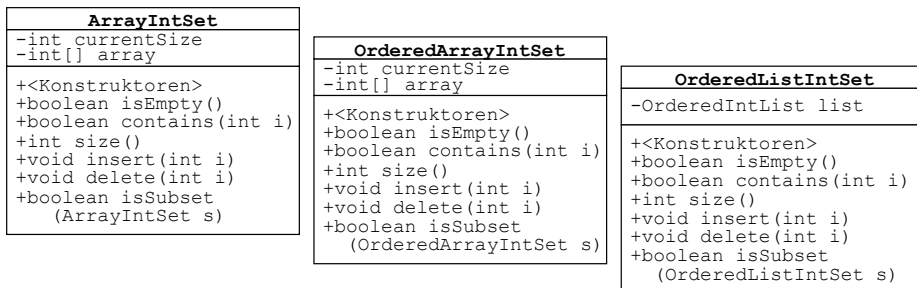 ArrayIntSet
-int currentSize
-int[] array
+<Konstruktoren>
+boolean isEmpty()
+boolean contains(int i)
+int size()
+void insert(int i)
+void delete(int i)
+boolean isSubset
(ArrayIntSet s)
OrderedArrayIntSet
-int currentSize
-int[] array
+<Konstruktoren>
+boolean isEmpty()
+boolean contains(int i)
+int size()
+void insert(int i)
+void delete(int i)
+boolean isSubset
(OrderedArrayIntSet s)
OrderedListIntSet
-OrderedIntList list
+<Konstruktoren>
+boolean isEmpty()
+boolean contains(int i)
+int size()
+void insert(int i)
+void delete(int i)
+boolean isSubset
(OrderedListIntSet s)